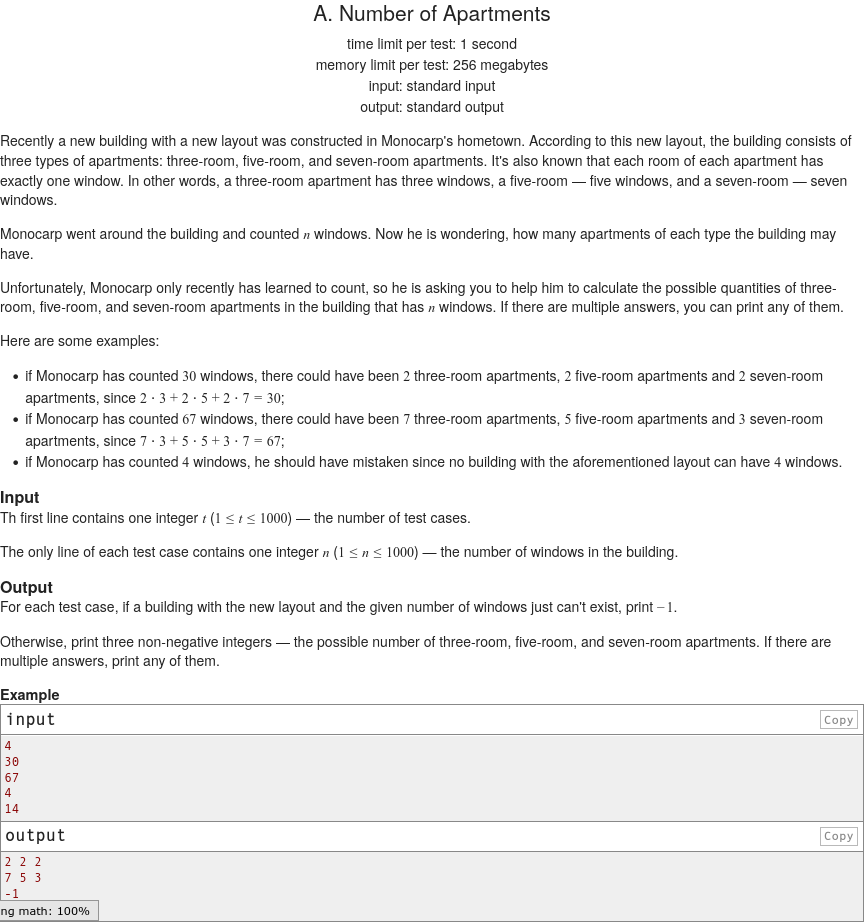 A. Number of Apartments
time limit per test: 1 second
memory limit per test: 256 megabytes
input: standard input
output: standard output
Recently a new building with a new layout was constructed in Monocarp's hometown. According to this new layout, the building consists of
three types of apartments: three-room, five-room, and seven-room apartments. It's also known that each room of each apartment has
exactly one window. In other words, a three-room apartment has three windows, a five-room — five windows, and a seven-room — seven
windows.
Monocarp went around the building and counted n windows. Now he is wondering, how many apartments of each type the building may
have.
Unfortunately, Monocarp only recently has learned to count, so he is asking you to help him to calculate the possible quantities of three-
room, five-room, and seven-room apartments in the building that has n windows. If there are multiple answers, you can print any of them.
Here are some examples:
• if Monocarp has counted 30 windows, there could have been 2 three-room apartments, 2 five-room apartments and 2 seven-room
apartments, since 2 · 3 + 2 · 5 + 2 · 7 = 30;
• if Monocarp has counted 67 windows, there could have been 7 three-room apartments, 5 five-room apartments and 3 seven-room
apartments, since 7 · 3 + 5 · 5 + 3 · 7 = 67;
• if Monocarp has counted 4 windows, he should have mistaken since no building with the aforementioned layout can have 4 windows.
Input
Th first line contains one integer t (1 ≤ t ≤ 1000) — the number of test cases.
The only line of each test case contains one integer n (1 ≤ n ≤ 1000) — the number of windows in the building.
Output
For each test case, if a building with the new layout and the given number of windows just can't exist, print −1.
Otherwise, print three non-negative integers — the possible number of three-room, five-room, and seven-room apartments. If there are
multiple answers, print any of them.
Example
input Copy
4
30
67
4
14
output Copy
2 2 2
7 5 3
-1
ng math: 100%